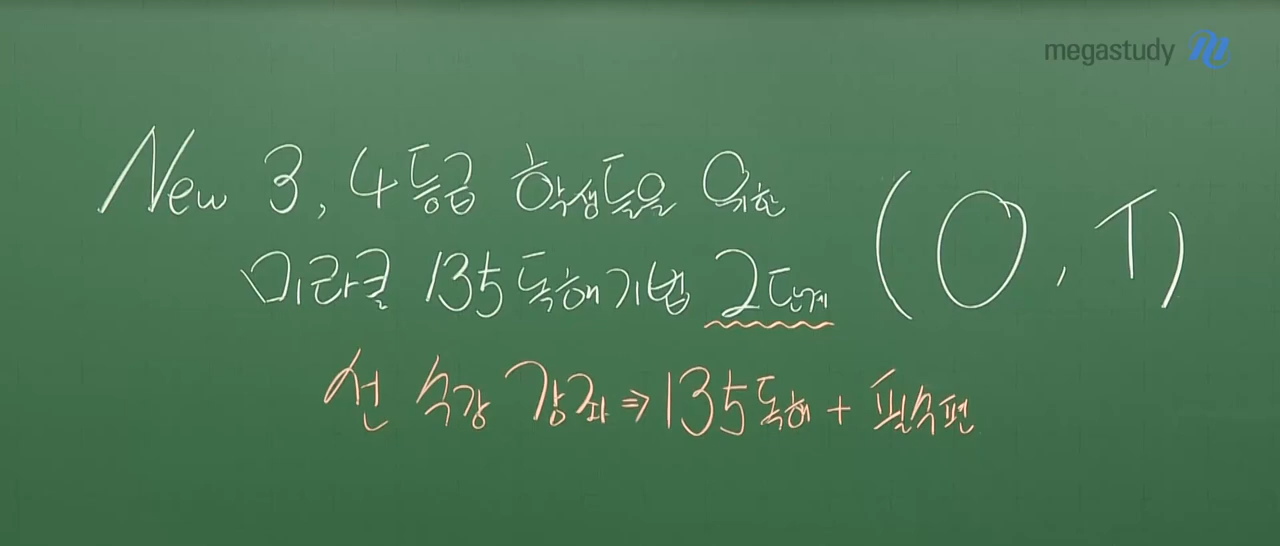 megastudy
New 3, 4등급 학생들을 위한
미라클 135 독해기법 2단계 (O, T)
선 수강 강좌 ⇒ 135독해 + 필수편